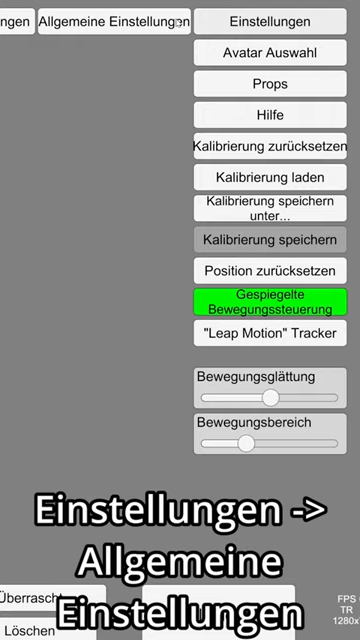 ngen
Allgemeine Einstellungen
Einstellungen
Avatar Auswahl
Props
Hilfe
Kalibrierung zurücksetzen
Kalibrierung laden
Kalibrierung speichern
unter...
Kalibrierung speichern
Position zurücksetzen
Gespiegelte
Bewegungssteuerung
"Leap Motion" Tracker
Bewegungsglättung
Bewegungsbereich
Einstellungen ->
Allgemeine
Einstellungen
Überrascht
Löschen
FPS
TR
1280x